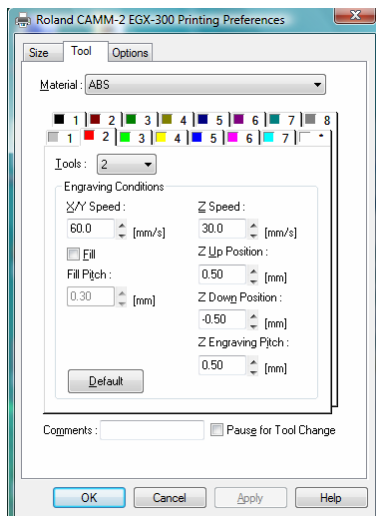 Roland CAMM-2 EGX-300 Printing Preferences
Size Tool Options
Material : ABS
1 2 3 4 5 6 7 8
1 2 3 4 5 6 7 *
Tools : 2
Engraving Conditions
X/Y Speed : Z Speed :
60.0 [mm/s] 30.0 [mm/s]
Fill Z Up Position :
Fill Pitch : 0.50 [mm]
0.30 [mm] Z Down Position :
-0.50 [mm]
Z Engraving Pitch :
Default 0.50 [mm]
Comments : Pause for Tool Change
OK Cancel Apply Help